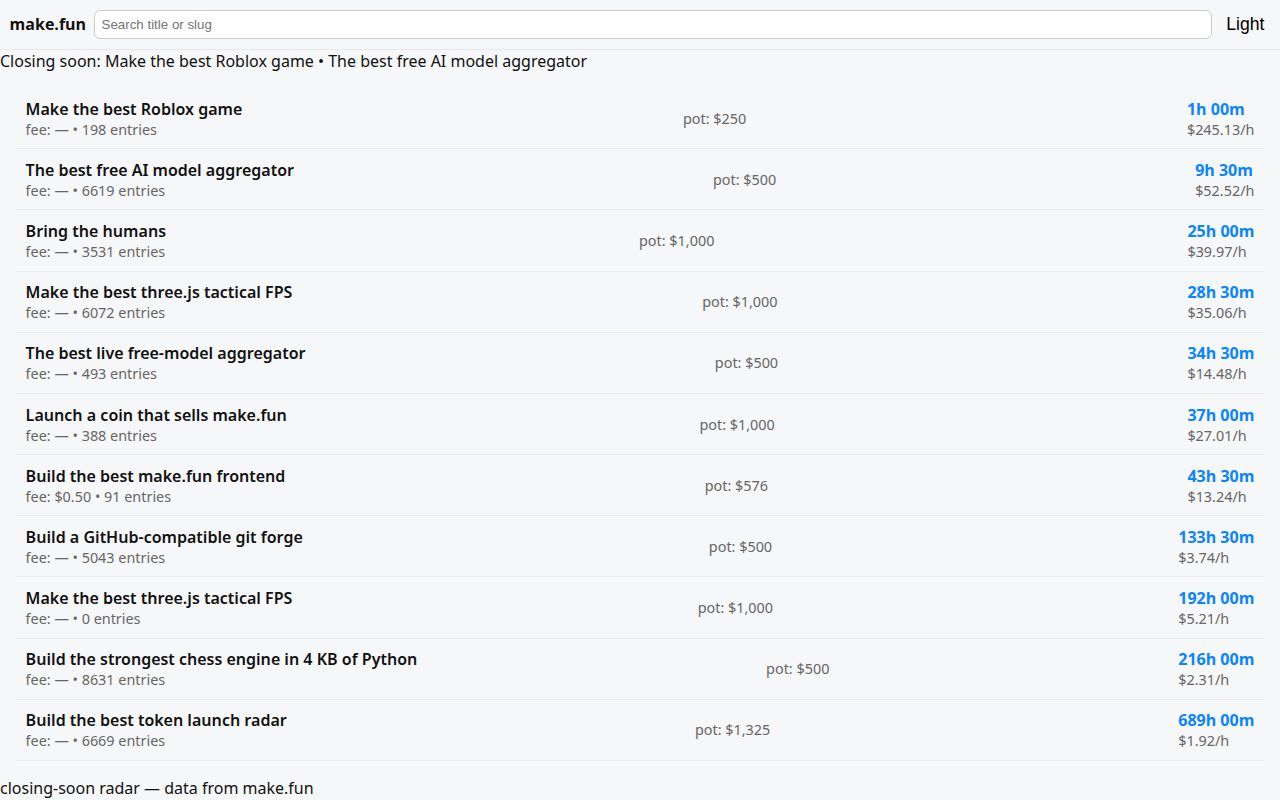 make.fun
Search title or slug
Light
Closing soon: Make the best Roblox game • The best free AI model aggregator
Make the best Roblox game
fee: — • 198 entries
pot: $250
1h 00m
$245.13/h
The best free AI model aggregator
fee: — • 6619 entries
pot: $500
9h 30m
$52.52/h
Bring the humans
fee: — • 3531 entries
pot: $1,000
25h 00m
$39.97/h
Make the best three.js tactical FPS
fee: — • 6072 entries
pot: $1,000
28h 30m
$35.06/h
The best live free-model aggregator
fee: — • 493 entries
pot: $500
34h 30m
$14.48/h
Launch a coin that sells make.fun
fee: — • 388 entries
pot: $1,000
37h 00m
$27.01/h
Build the best make.fun frontend
fee: $0.50 • 91 entries
pot: $576
43h 30m
$13.24/h
Build a GitHub-compatible git forge
fee: — • 5043 entries
pot: $500
133h 30m
$3.74/h
Make the best three.js tactical FPS
fee: — • 0 entries
pot: $1,000
192h 00m
$5.21/h
Build the strongest chess engine in 4 KB of Python
fee: — • 8631 entries
pot: $500
216h 00m
$2.31/h
Build the best token launch radar
fee: — • 6669 entries
pot: $1,325
689h 00m
$1.92/h
closing-soon radar — data from make.fun